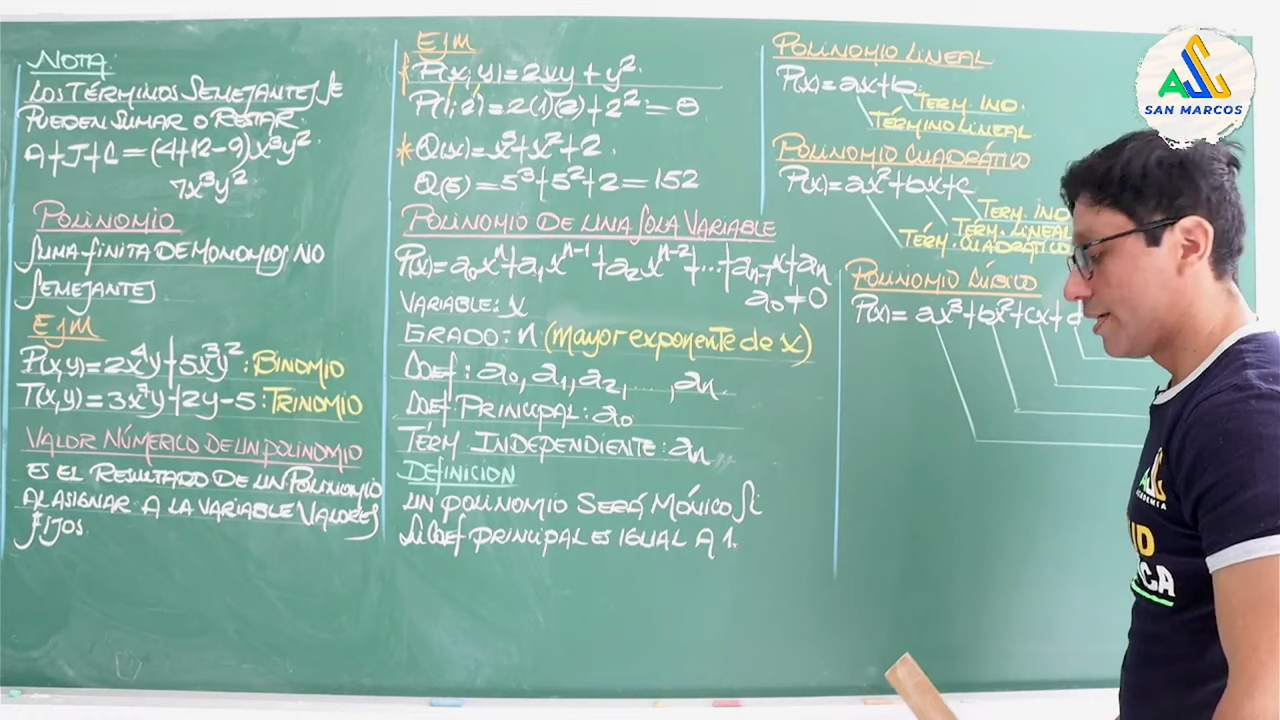 NOTA:
LOS TÉRMINOS SEMEJANTES SE
PUEDEN SUMAR O RESTAR.
A+J+C=(4+12-9)x³y²
7x³y²
POLINOMIO
SUMA FINITA DE MONOMIOS NO
SEMEJANTES
EJM
P(x,y)=2x⁴y+5x³y²: BINOMIO
T(x,y)=3x²y+2y-5: TRINOMIO
VALOR NÚMERICO DE UN POLINOMIO
ES EL RESULTADO DE UN POLINOMIO
AL ASIGNAR A LA VARIABLE VALORES
FIJOS.
EJM
* P(x;y)=2xy+y².
P(1;2)=2(1)(2)+2²=8
* Q(x)=x³+x²+2.
Q(5)=5³+5²+2=152
POLINOMIO DE UNA SOLA VARIABLE
P(x)=a₀xⁿ+a₁xⁿ⁻¹+a₂xⁿ⁻²+...+aₙ₋₁x+aₙ
a₀≠0
VARIABLE: x
GRADO: n (mayor exponente de x)
COEF: a₀,a₁,a₂,....,aₙ.
COEF PRINCIPAL: a₀
TÉRM INDEPENDIENTE: aₙ
DEFINICION
UN POLINOMIO SERÁ MÓNICO SI
SU COEF PRINCIPAL ES IGUAL A 1.
POLINOMIO LINEAL
P(x)=ax+b
TERM. IND.
TÉRMINO LINEAL
POLINOMIO CUADRÁTICO
P(x)=ax²+bx+c
TERM. IND
TÉRM. LINEAL
TÉRM. CUADRÁTICO
POLINOMIO CÚBICO
P(x)=ax³+bx²+cx+d
SAN MARCOS
ACADEMIA